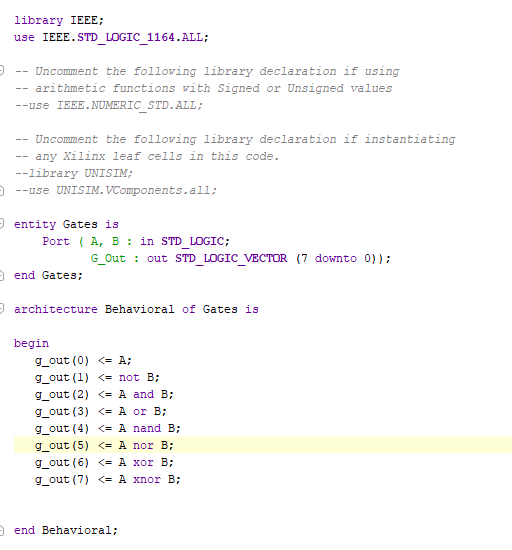 library IEEE;
use IEEE.STD_LOGIC_1164.ALL;
-- Uncomment the following library declaration if using
-- arithmetic functions with Signed or Unsigned values
--use IEEE.NUMERIC_STD.ALL;
-- Uncomment the following library declaration if instantiating
-- any Xilinx leaf cells in this code.
--library UNISIM;
--use UNISIM.VComponents.all;
entity Gates is
Port ( A, B : in STD_LOGIC;
G_Out : out STD_LOGIC_VECTOR (7 downto 0));
end Gates;
architecture Behavioral of Gates is
begin
g_out(0) <= A;
g_out(1) <= not B;
g_out(2) <= A and B;
g_out(3) <= A or B;
g_out(4) <= A nand B;
g_out(5) <= A nor B;
g_out(6) <= A xor B;
g_out(7) <= A xnor B;
end Behavioral;